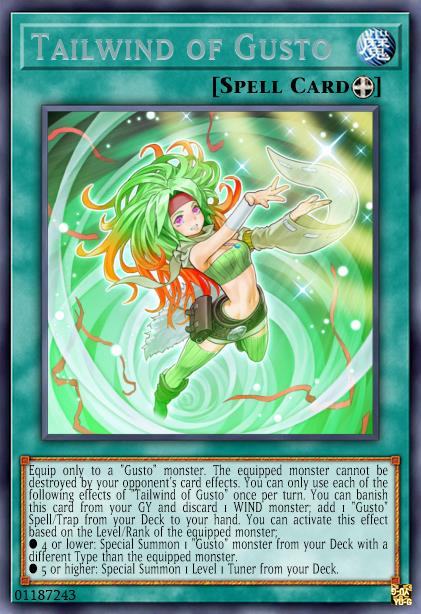 TAILWIND OF GUSTO
魔
[SPELL CARD]
Equip only to a "Gusto" monster. The equipped monster cannot be
destroyed by your opponent's card effects. You can only use each of the
following effects of "Tailwind of Gusto" once per turn. You can banish
this card from your GY and discard 1 WIND monster; add 1 "Gusto"
Spell/Trap from your Deck to your hand. You can activate this effect
based on the Level/Rank of the equipped monster;
● 4 or lower: Special Summon 1 "Gusto" monster from your Deck with a
different Type than the equipped monster.
● 5 or higher: Special Summon 1 Level 1 Tuner from your Deck.
01187243